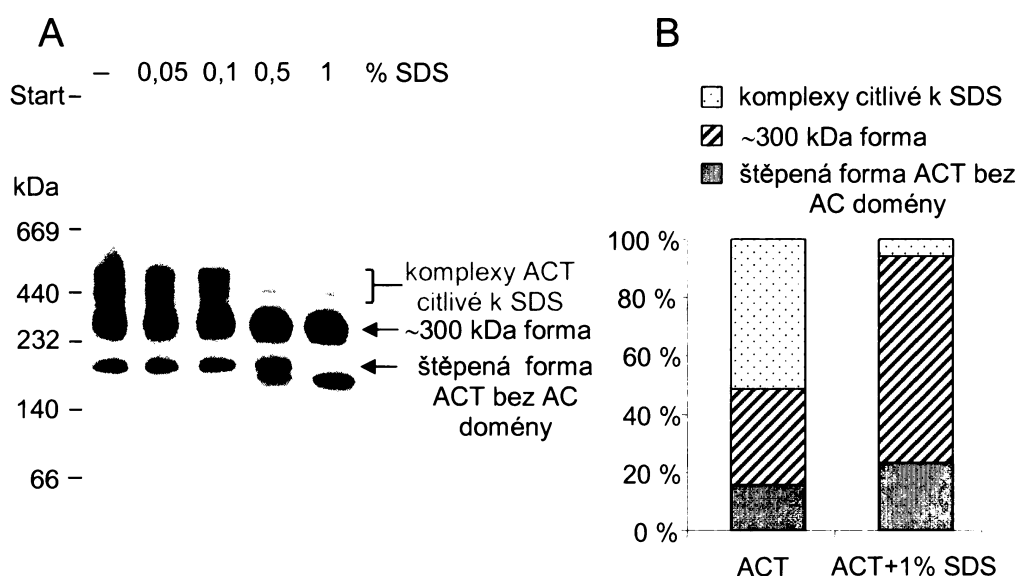 A
– 0,05 0,1 0,5 1 % SDS
Start –
kDa
669 –
440 –
232 –
140 –
66 –
komplexy ACT
citlivé k SDS
~300 kDa forma
štěpená forma
ACT bez AC
domény
B
komplexy citlivé k SDS
~300 kDa forma
štěpená forma ACT bez
AC domény
100 %
80 %
60 %
40 %
20 %
0 %
ACT ACT+1% SDS